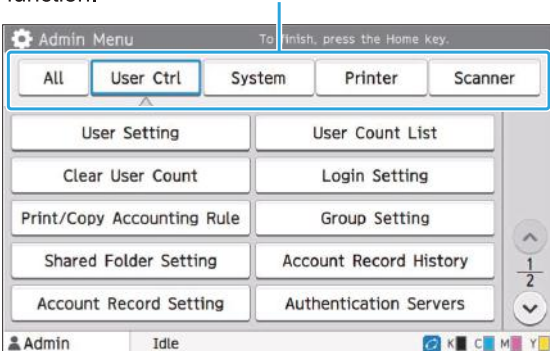 function.
Admin Menu To finish, press the Home key.
All User Ctrl System Printer Scanner
User Setting User Count List
Clear User Count Login Setting
Print/Copy Accounting Rule Group Setting
Shared Folder Setting Account Record History
1
2
Account Record Setting Authentication Servers
Admin Idle K C M Y